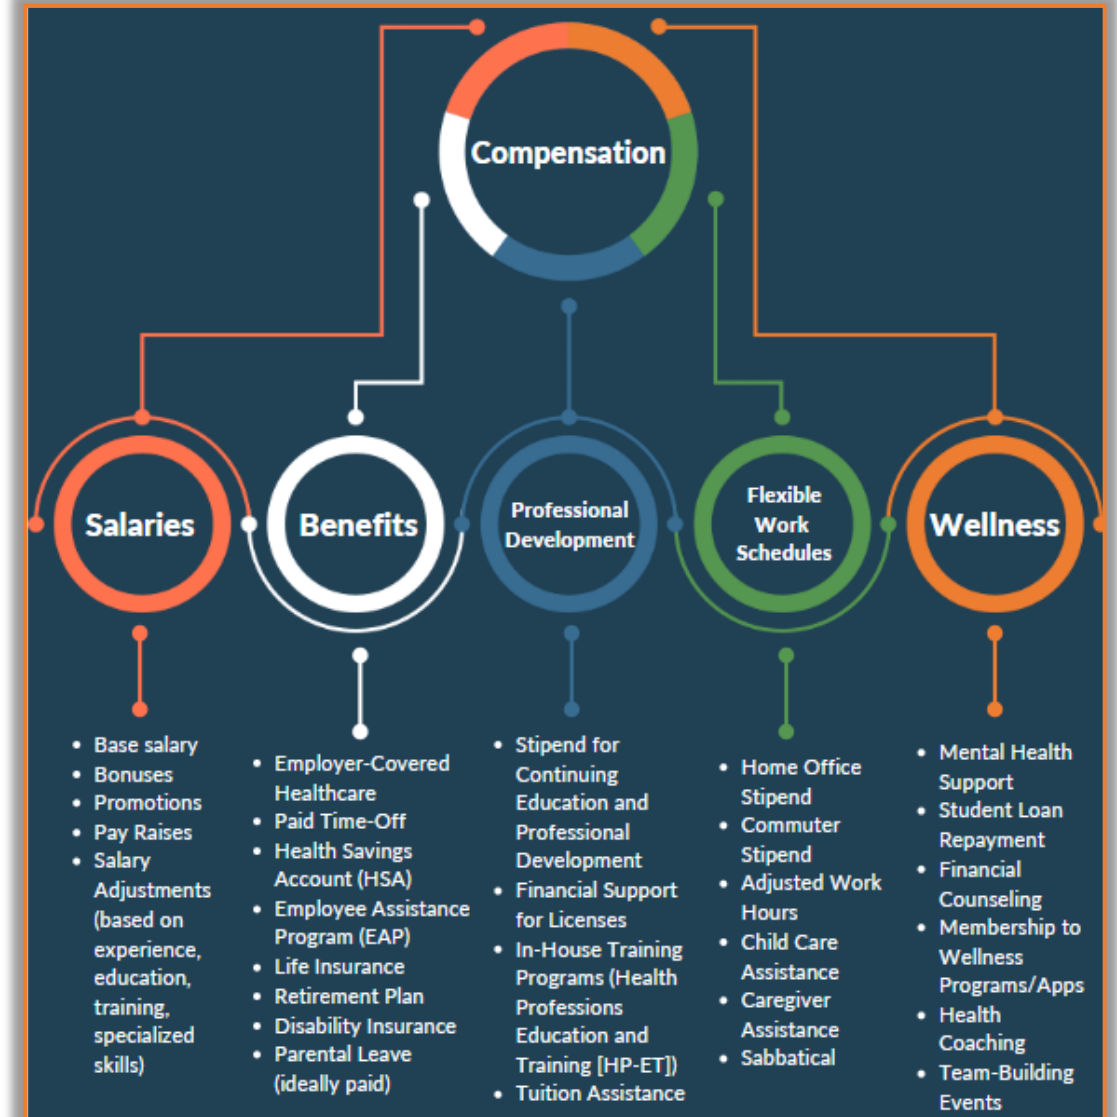 Compensation
Salaries
Benefits
Professional
Development
Flexible
Work
Schedules
Wellness
• Base salary
• Bonuses
• Promotions
• Pay Raises
• Salary
Adjustments
(based on
experience,
education,
training,
specialized
skills)
• Employer-Covered
Healthcare
• Paid Time-Off
• Health Savings
Account (HSA)
• Employee Assistance
Program (EAP)
• Life Insurance
• Retirement Plan
• Disability Insurance
• Parental Leave
(ideally paid)
• Stipend for
Continuing
Education and
Professional
Development
• Financial Support
for Licenses
• In-House Training
Programs (Health
Professions
Education and
Training [HP-ET])
• Tuition Assistance
• Home Office
Stipend
• Commuter
Stipend
• Adjusted Work
Hours
• Child Care
Assistance
• Caregiver
Assistance
• Sabbatical
• Mental Health
Support
• Student Loan
Repayment
• Financial
Counseling
• Membership to
Wellness
Programs/Apps
• Health
Coaching
• Team-Building
Events